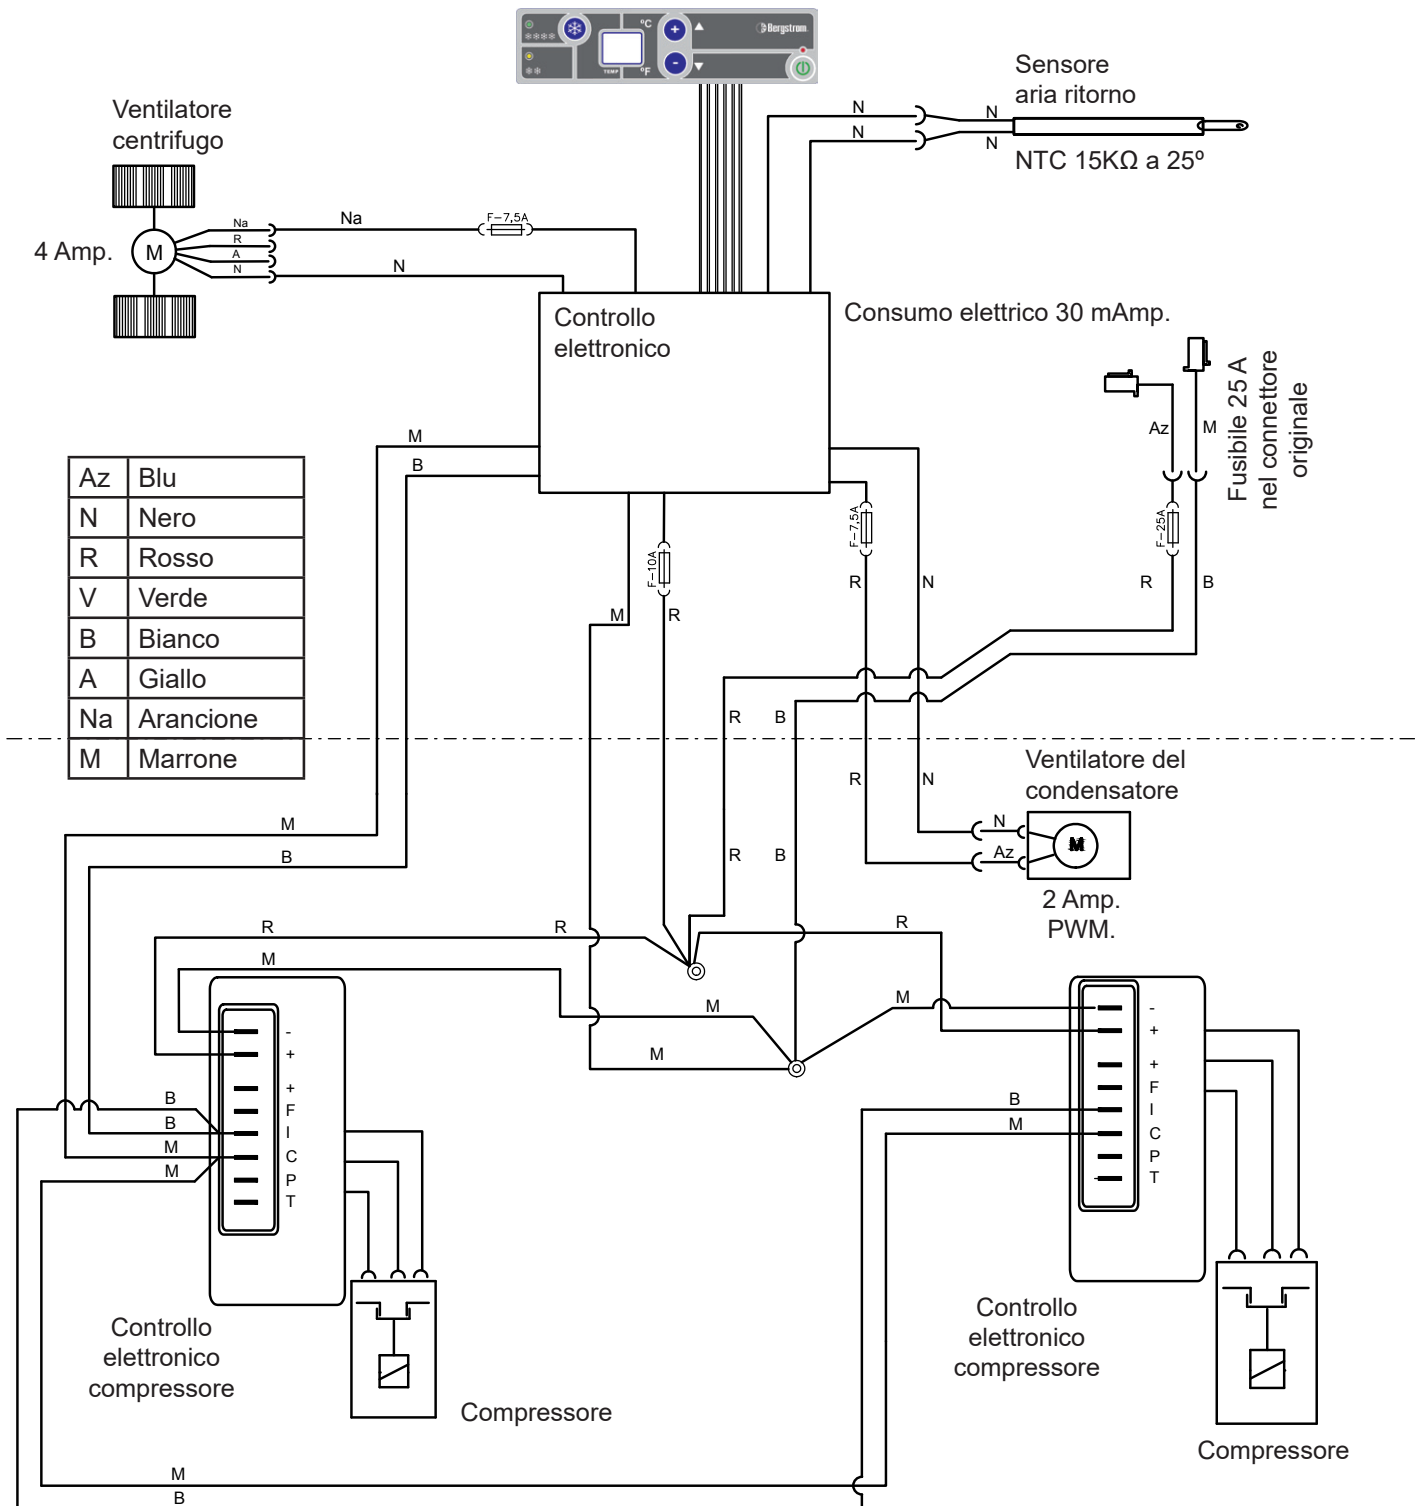 °C
Bergstrom
TEMP
°F
+
-
Sensore
aria ritorno
N
N
N
N
NTC 15KΩ a 25º
Ventilatore
centrifugo
4 Amp.
M
Na
R
A
N
Na
F-7,5A
N
Controllo
elettronico
Consumo elettrico 30 mAmp.
Fusibile 25 A
nel connettore
originale
Az
M
M
B
Az Blu
N Nero
R Rosso
V Verde
B Bianco
A Giallo
Na Arancione
M Marrone
F-10A
F-7,5A
F-25A
M
R
R
N
R
B
R
B
R
N
Ventilatore del
condensatore
N
Az
M
2 Amp.
PWM.
M
B
R
B
R
R
R
M
M
M
M
-
+
+
F
I
C
P
T
B
B
M
M
-
+
+
F
I
C
P
T
B
M
Controllo
elettronico
compressore
Compressore
Controllo
elettronico
compressore
Compressore
M
B